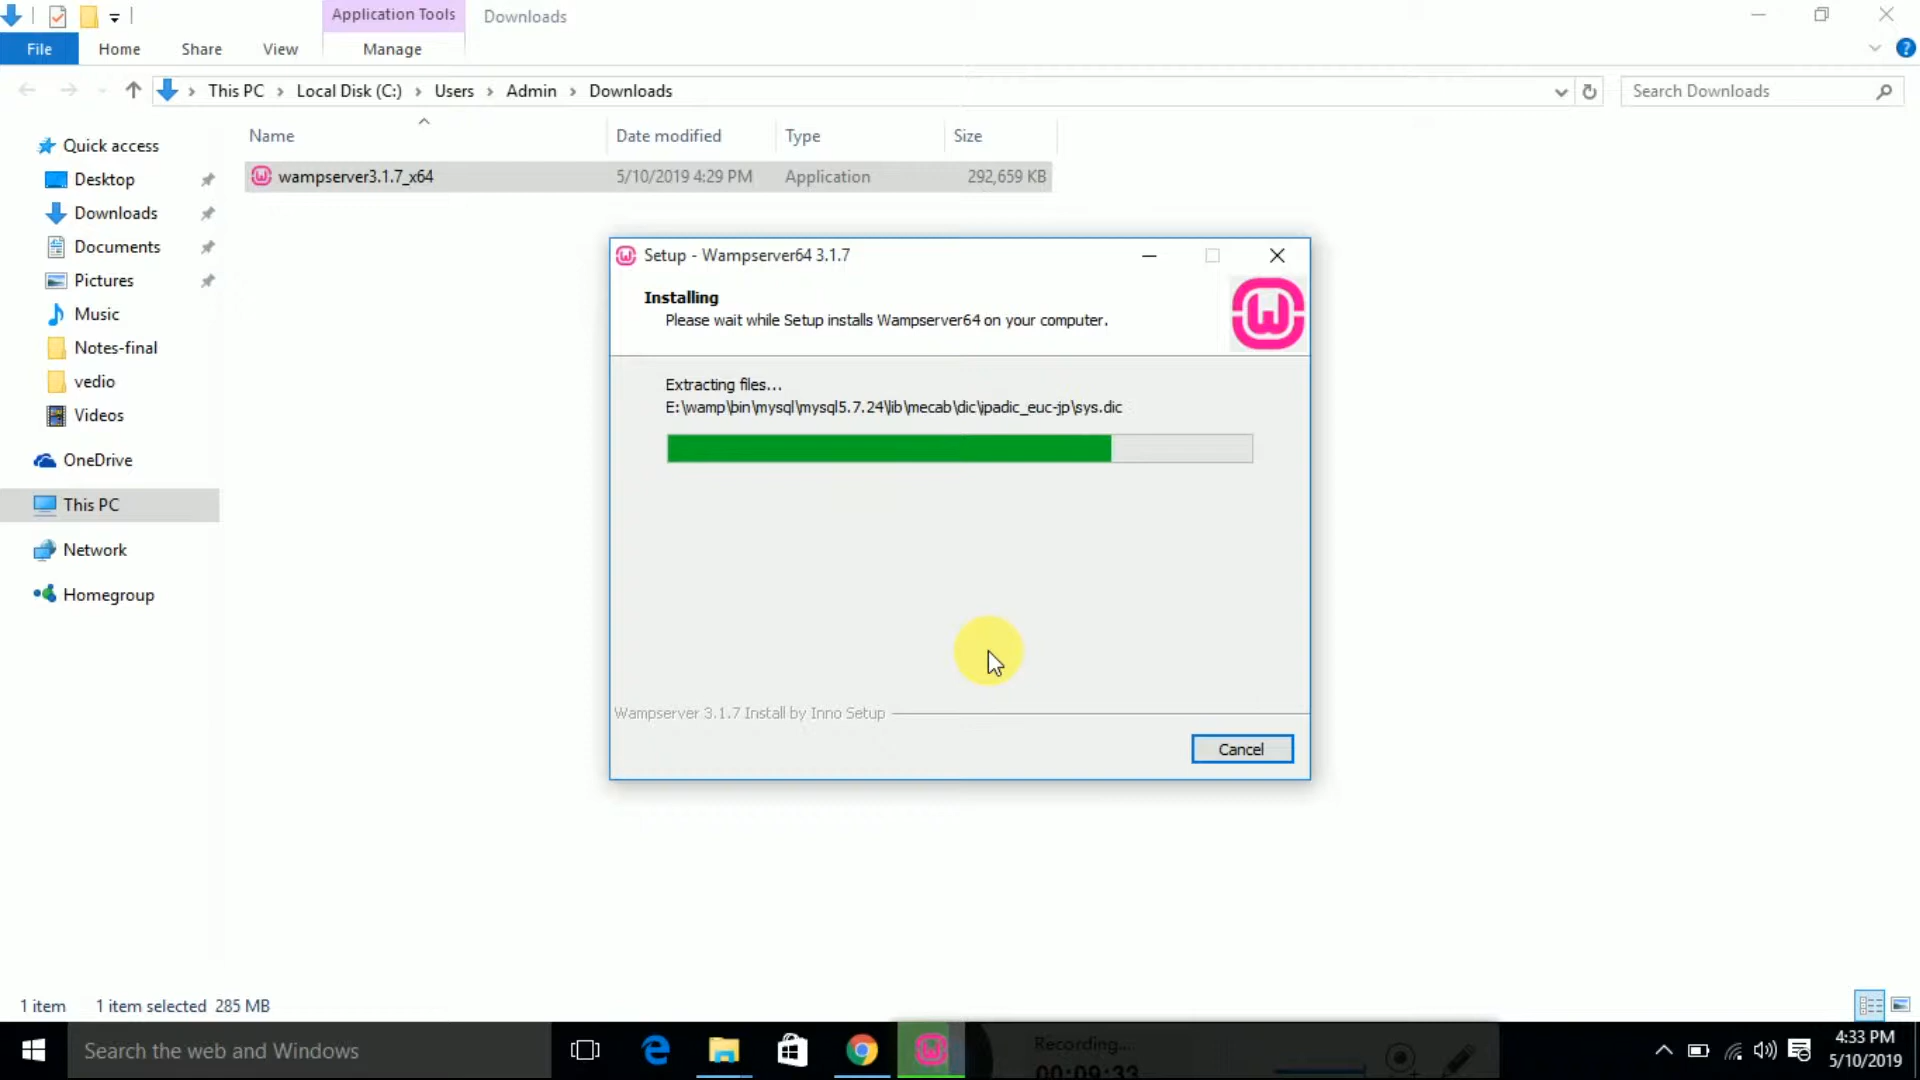 Application Tools
Downloads
File
Home
Share
View
Manage
This PC
Local Disk (C:)
Users
Admin
Downloads
Search Downloads
Name
Date modified
Type
Size
Quick access
Desktop
Downloads
Documents
Pictures
Music
Notes-final
vedio
Videos
OneDrive
This PC
Network
Homegroup
wampserver3.1.7_x64
5/10/2019 4:29 PM
Application
292,659 KB
Setup - Wampserver64 3.1.7
Installing
Please wait while Setup installs Wampserver64 on your computer.
Extracting files...
E:\wamp\bin\mysql\mysql5.7.24\lib\mecab\dic\ipadic_euc-jp\sys.dic
Wampserver 3.1.7 Install by Inno Setup
Cancel
1 item
1 item selected 285 MB
Search the web and Windows
Recording...
00:09:33
4:33 PM
5/10/2019